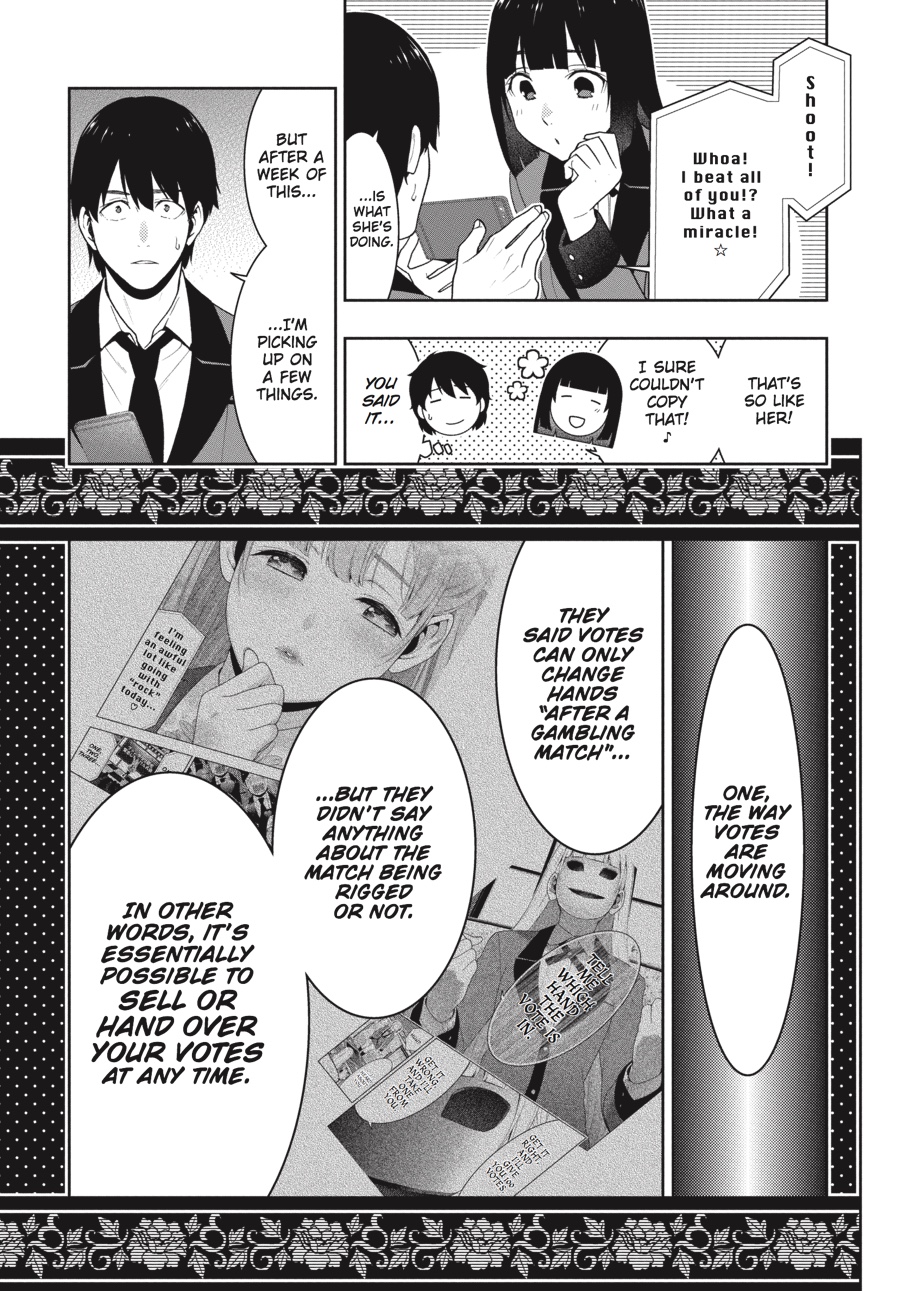 Shoot!
Whoa!
I beat all
of you!?
What a
miracle!
☆
...IS
WHAT
SHE'S
DOING.
BUT
AFTER A
WEEK OF
THIS...
...I'M
PICKING
UP ON
A FEW
THINGS.
THAT'S
SO LIKE
HER!
I SURE
COULDN'T
COPY
THAT!
♪
YOU
SAID
IT...
ONE,
THE WAY
VOTES
ARE
MOVING
AROUND.
THEY
SAID VOTES
CAN ONLY
CHANGE
HANDS
"AFTER A
GAMBLING
MATCH"...
I'm
feeling
an awful
lot like
going
with
"rock"
today...
♡
ONE,
TWO,
THREE...
...BUT THEY
DIDN'T SAY
ANYTHING
ABOUT THE
MATCH BEING
RIGGED
OR NOT.
TELL
ME
WHICH
HAND
THE
VOTE IS
IN.
GET IT
RIGHT
AND
I'LL
GIVE
YOU 100
VOTES.
GET IT
WRONG
AND I'LL
TAKE
ONE
FROM
YOU.
IN OTHER
WORDS, IT'S
ESSENTIALLY
POSSIBLE TO
SELL OR
HAND OVER
YOUR VOTES
AT ANY TIME.